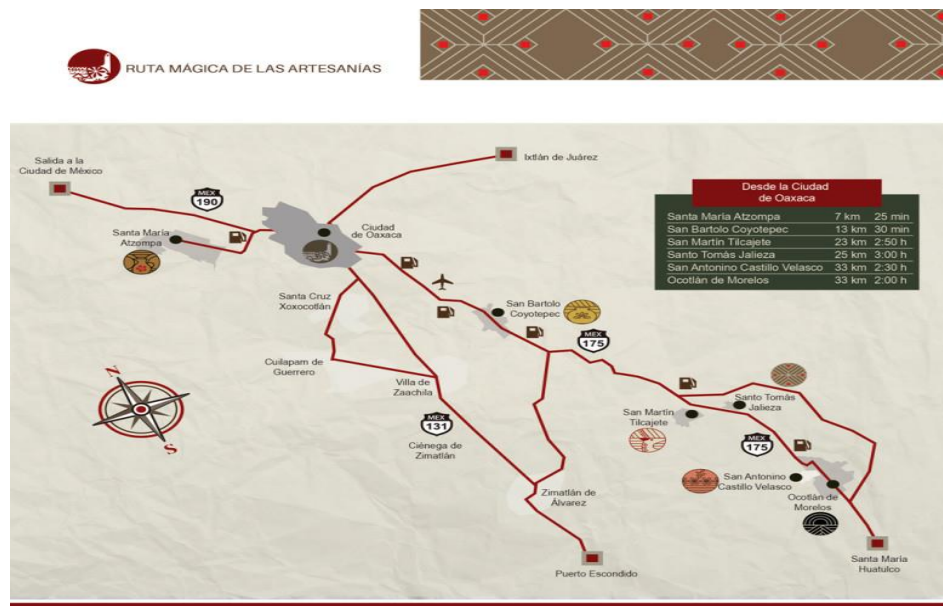 RUTA MÁGICA DE LAS ARTESANÍAS
Salida a la
Ciudad de México
MEX
190
Ixtlán de Juárez
Desde la Ciudad
de Oaxaca
Santa María Atzompa 7 km 25 min
San Bartolo Coyotepec 13 km 30 min
San Martín Tilcajete 23 km 2:50 h
Santo Tomás Jalieza 25 km 3:00 h
San Antonino Castillo Velasco 33 km 2:30 h
Ocotlán de Morelos 33 km 2:00 h
Santa María
Atzompa
Ciudad
de Oaxaca
Santa Cruz
Xoxocotlán
San Bartolo
Coyotepec
MEX
175
Cuilapam de
Guerrero
Villa de
Zaachila
N
S
MEX
131
Ciénega de
Zimatlán
San Martín
Tilcajete
Santo Tomás
Jalieza
MEX
175
San Antonino
Castillo Velasco
Ocotlán de
Morelos
Zimatlán de
Álvarez
Puerto Escondido
Santa María
Huatulco